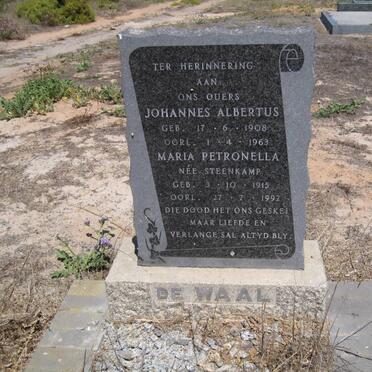 TER HERINNERING
AAN
ONS OUERS
JOHANNES ALBERTUS
GEB. 17 · 6 · 1908
OORL. 1 · 4 · 1963
MARIA PETRONELLA
NÉE STEENKAMP
GEB. 3 · 10 · 1915
OORL. 27 · 7 · 1992
DIE DOOD HET ONS GESKEI
MAAR LIEFDE EN
VERLANGE SAL ALTYD BLY.
DE WAAL